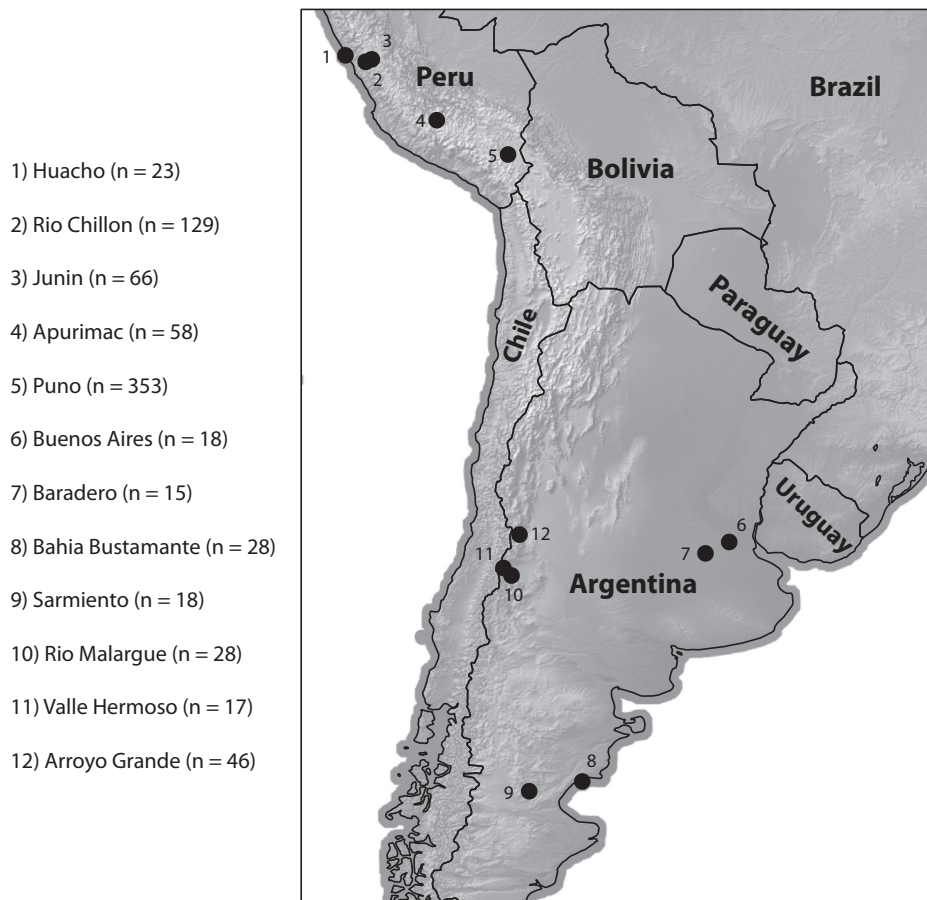 1) Huacho (n = 23)
2) Rio Chillon (n = 129)
3) Junin (n = 66)
4) Apurimac (n = 58)
5) Puno (n = 353)
6) Buenos Aires (n = 18)
7) Baradero (n = 15)
8) Bahia Bustamante (n = 28)
9) Sarmiento (n = 18)
10) Rio Malargue (n = 28)
11) Valle Hermoso (n = 17)
12) Arroyo Grande (n = 46)
3
1
2
Peru
Brazil
4
5
Bolivia
Paraguay
Chile
Uruguay
6
12
7
11
10
Argentina
8
9